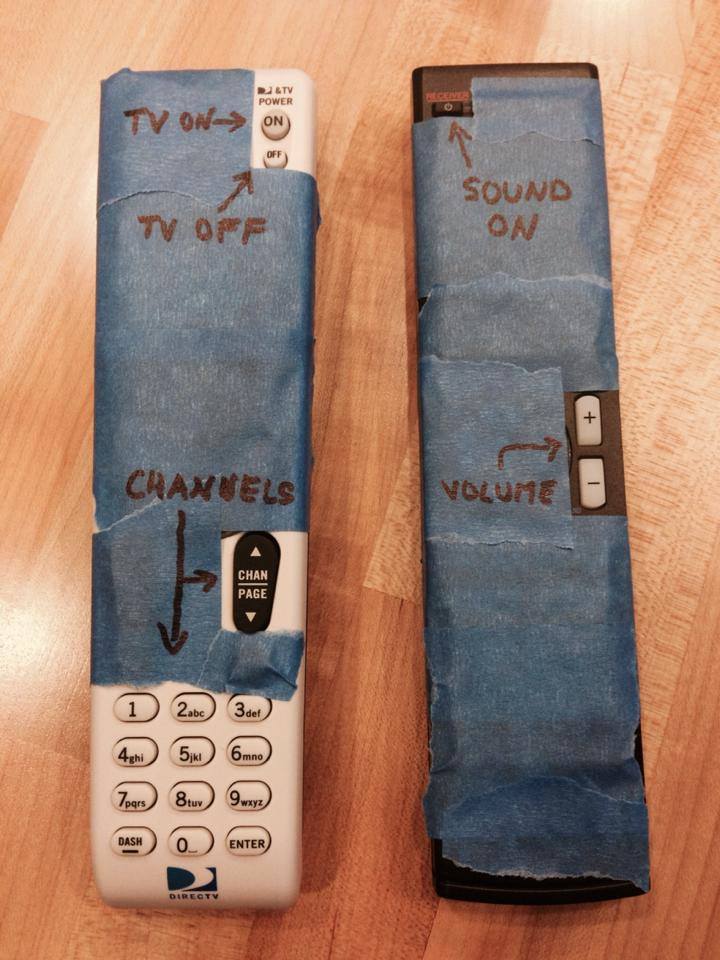 & TV
POWER
TV ON
ON
OFF
TV OFF
CHANNELS
CHAN
PAGE
1
2abc
3def
4ghi
5jkl
6mno
7pqrs
8tuv
9wxyz
DASH
0
ENTER
DIRECTV
RECEIVER
SOUND
ON
+
VOLUME
−